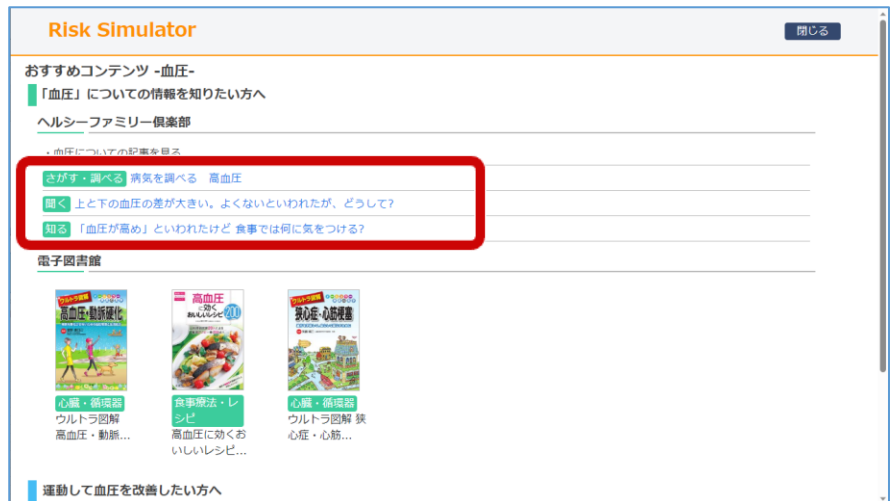 Risk Simulator
閉じる
おすすめコンテンツ -血圧-
「血圧」についての情報を知りたい方へ
ヘルシーファミリー倶楽部
・血圧についての記事を見る
さがす・調べる 病気を調べる 高血圧
聞く 上と下の血圧の差が大きい。よくないといわれたが、どうして?
知る 「血圧が高め」といわれたけど 食事では何に気をつける?
電子図書館
ウルトラ図解
高血圧・動脈硬化
高血圧
に効く
おいしいレシピ
200
ウルトラ図解
狭心症・心筋梗塞
心臓・循環器
ウルトラ図解
高血圧・動脈...
食事療法・レ
シピ
高血圧に効くお
いしいレシピ...
心臓・循環器
ウルトラ図解 狭
心症・心筋...
運動して血圧を改善したい方へ